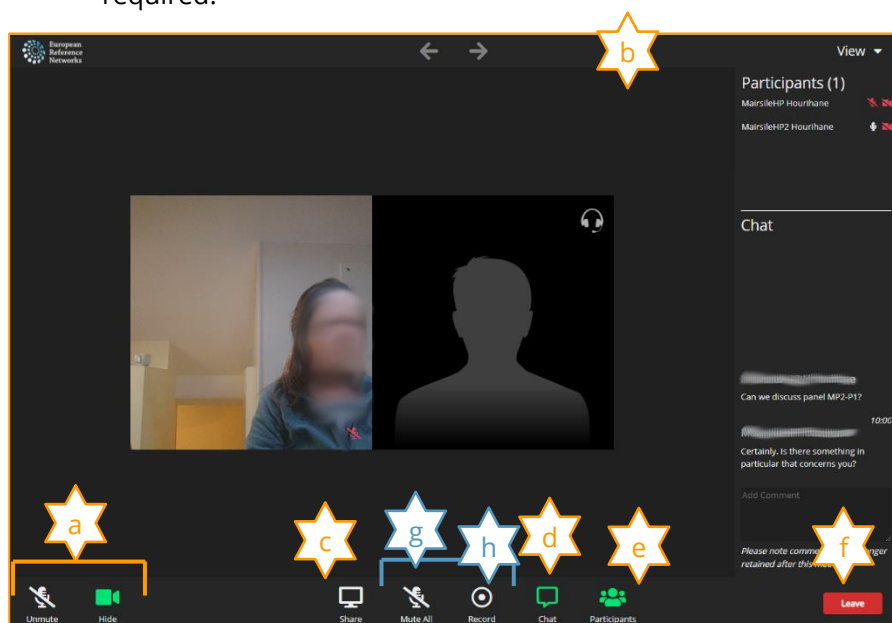 required.
European
Reference
Networks
b
View
Participants (1)
MairsileHP Hourihane
MairsileHP2 Hourihane
Chat
Can we discuss panel MP2-P1?
10:00
Certainly. Is there something in
particular that concerns you?
Add Comment
Please note comme nger
retained after this
a
c
g
h
d
e
f
Unmute
Hide
Share
Mute All
Record
Chat
Participants
Leave